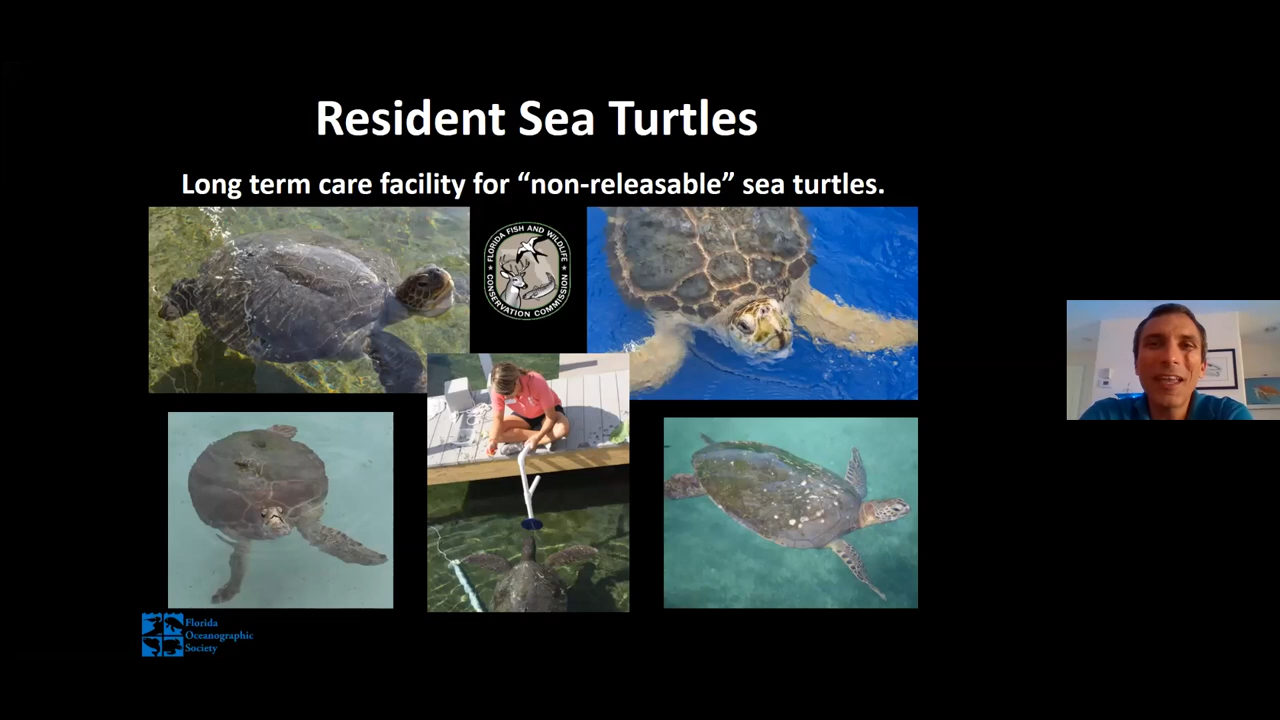 Resident Sea Turtles
Long term care facility for “non-releasable” sea turtles.
FLORIDA FISH AND WILDLIFE
CONSERVATION COMMISSION
Florida
Oceanographic
Society